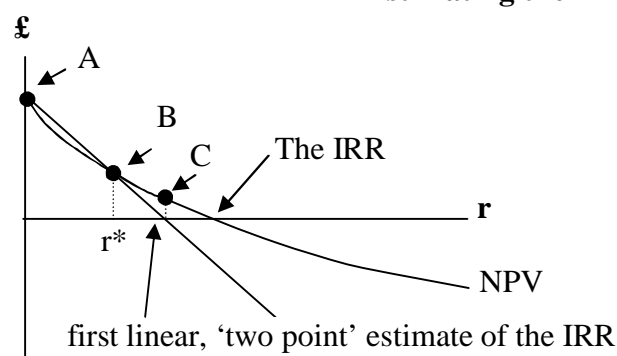 £
A
B
C
The IRR
r
r*
NPV
first linear, ‘two point’ estimate of the IRR